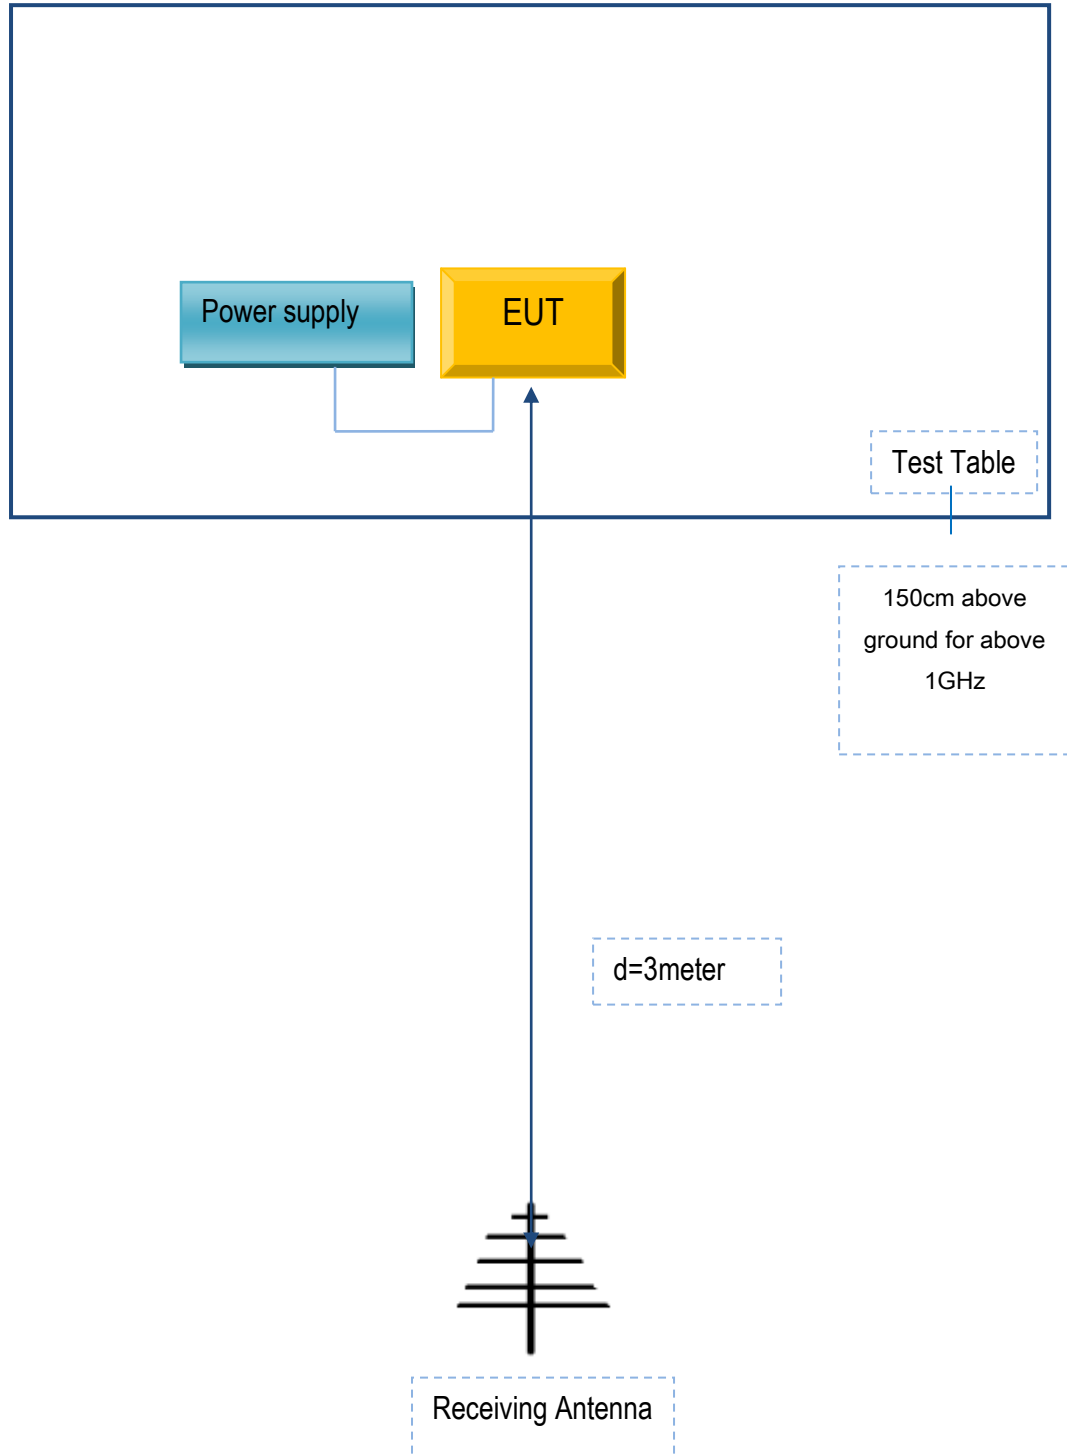 Power supply
EUT
Test Table
150cm above
ground for above
1GHz
d=3meter
Receiving Antenna